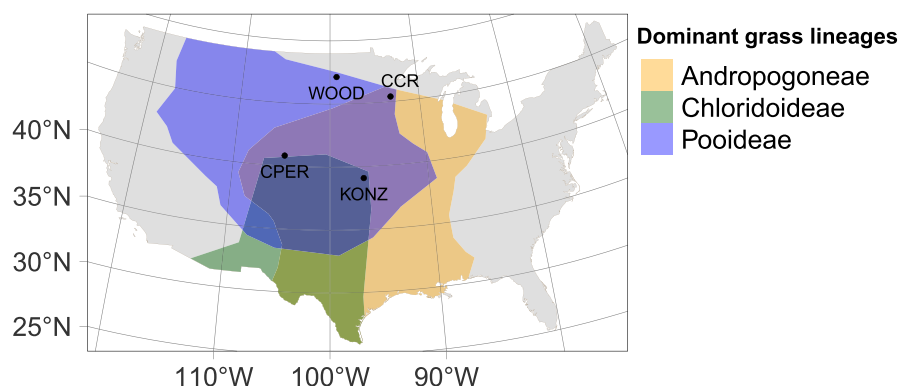 Dominant grass lineages
Andropogoneae
Chloridoideae
Pooideae
CCR
WOOD
CPER
KONZ
40°N
35°N
30°N
25°N
110°W 100°W 90°W